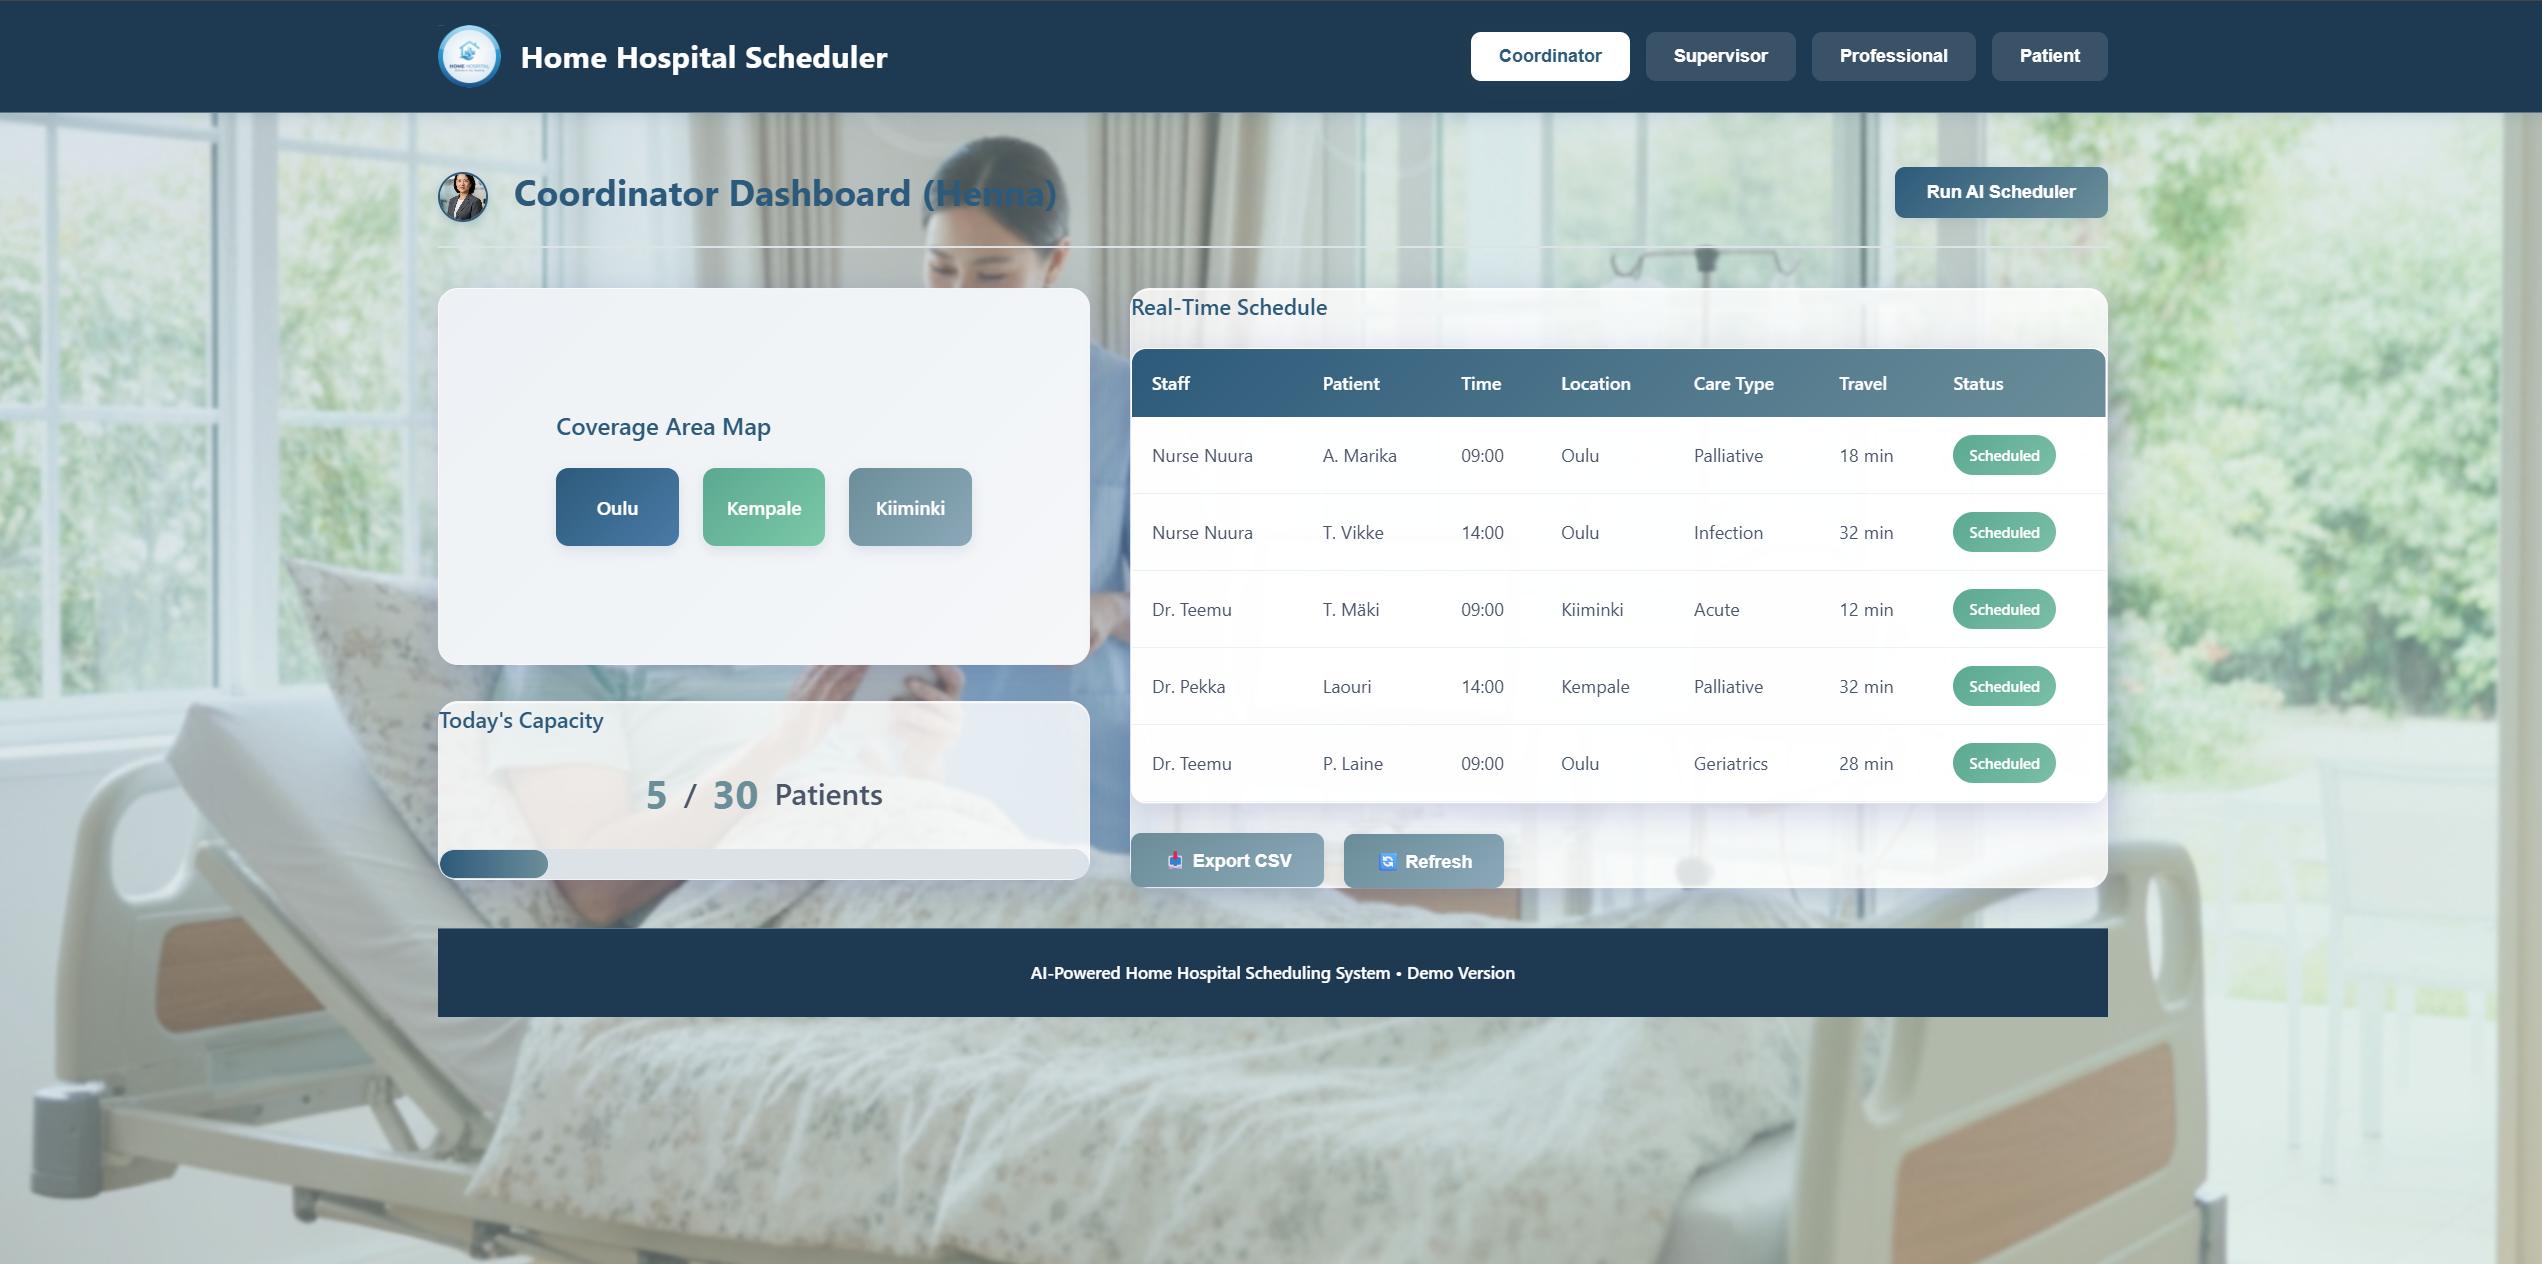 HOME HOSPITAL
Home Hospital Scheduler
Coordinator
Supervisor
Professional
Patient
Coordinator Dashboard (Henna)
Run AI Scheduler
Coverage Area Map
Oulu
Kempale
Kiiminki
Today's Capacity
5 / 30 Patients
Real-Time Schedule
Staff Patient Time Location Care Type Travel Status
Nurse Nuura A. Marika 09:00 Oulu Palliative 18 min Scheduled
Nurse Nuura T. Vikke 14:00 Oulu Infection 32 min Scheduled
Dr. Teemu T. Mäki 09:00 Kiiminki Acute 12 min Scheduled
Dr. Pekka Laouri 14:00 Kempale Palliative 32 min Scheduled
Dr. Teemu P. Laine 09:00 Oulu Geriatrics 28 min Scheduled
Export CSV
Refresh
AI-Powered Home Hospital Scheduling System • Demo Version